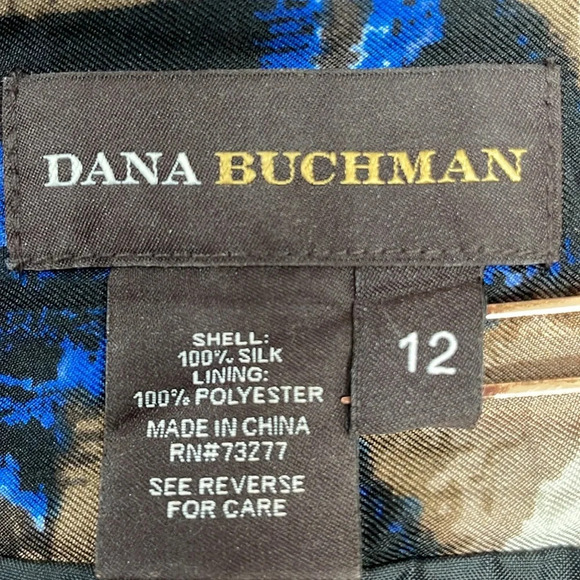 DANA BUCHMAN
SHELL:
100% SILK
LINING:
100% POLYESTER
MADE IN CHINA
RN#73277
SEE REVERSE
FOR CARE
12